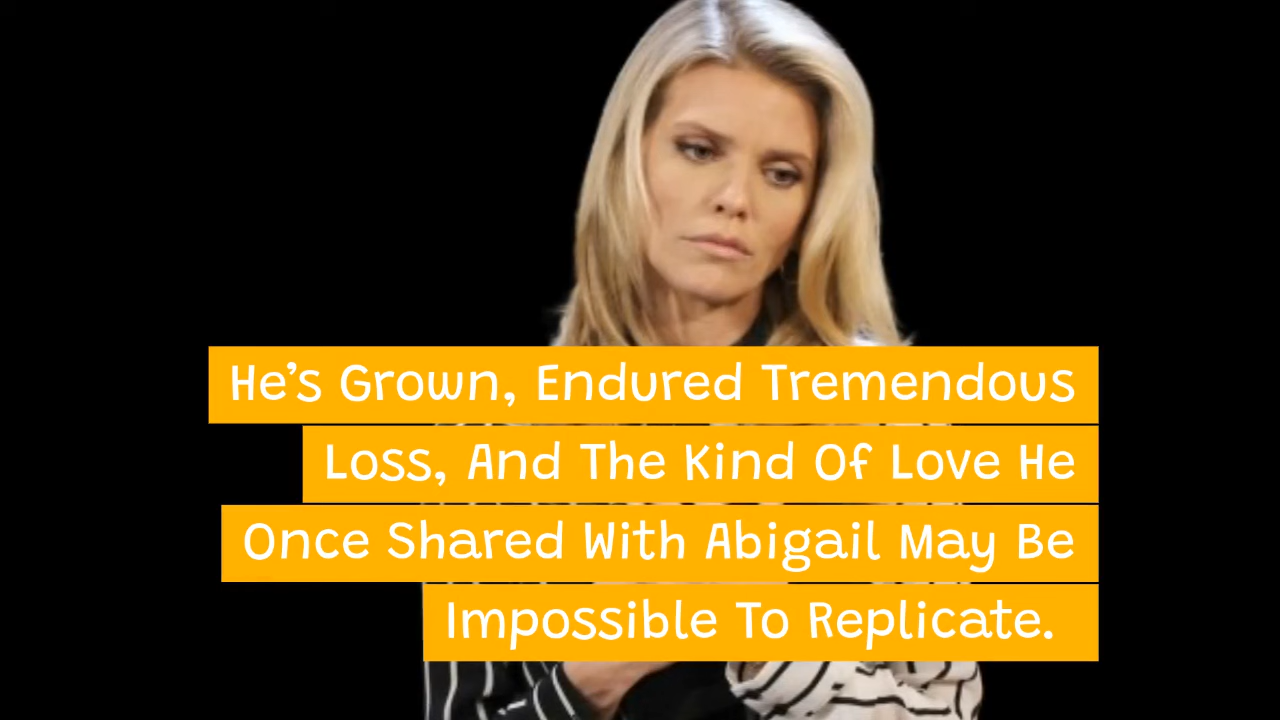 He’s Grown, Endured Tremendous
Loss, And The Kind Of Love He
Once Shared With Abigail May Be
Impossible To Replicate.